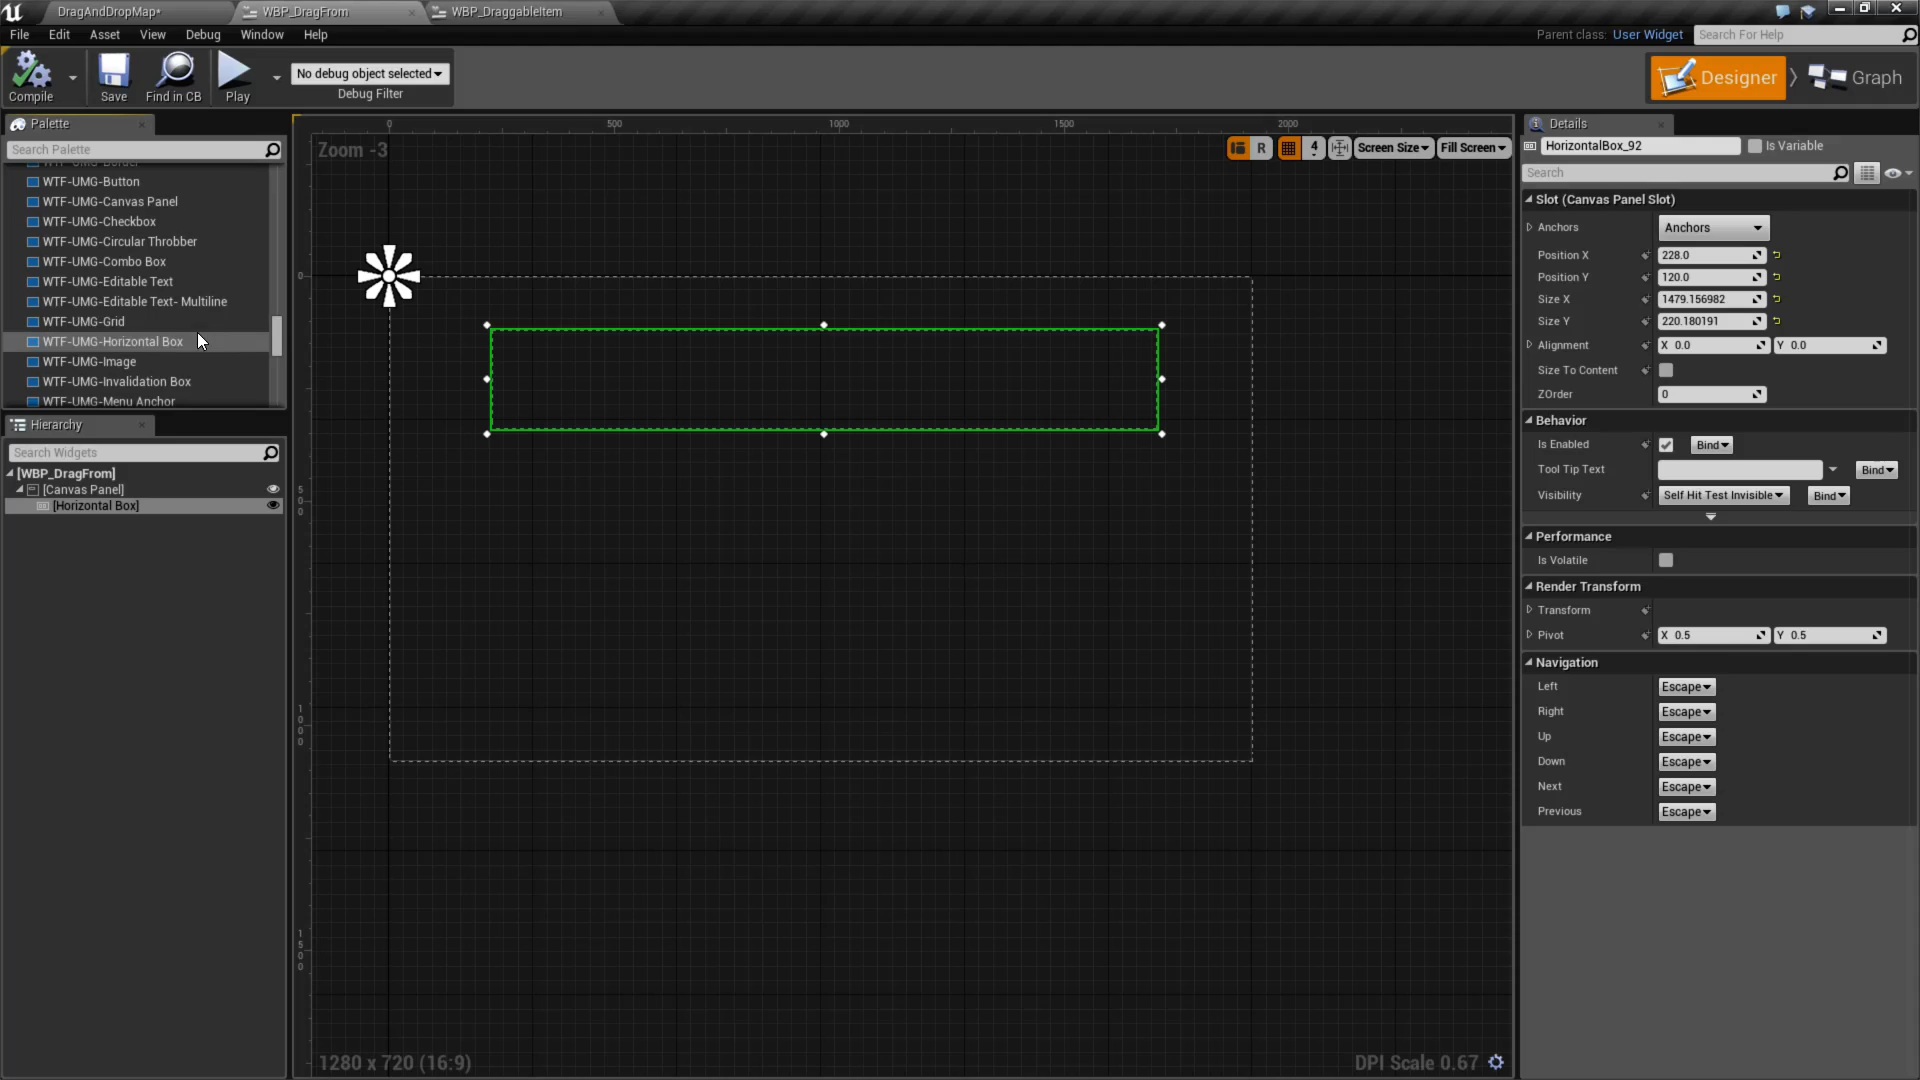 DragAndDropMap*
WBP_DragFrom
WBP_DraggableItem
File Edit Asset View Debug Window Help
Parent class: User Widget
Search For Help
Compile
Save
Find in CB
Play
No debug object selected
Debug Filter
Designer
Graph
Palette
Search Palette
WTF-UMG-Border
WTF-UMG-Button
WTF-UMG-Canvas Panel
WTF-UMG-Checkbox
WTF-UMG-Circular Throbber
WTF-UMG-Combo Box
WTF-UMG-Editable Text
WTF-UMG-Editable Text- Multiline
WTF-UMG-Grid
WTF-UMG-Horizontal Box
WTF-UMG-Image
WTF-UMG-Invalidation Box
WTF-UMG-Menu Anchor
Hierarchy
Search Widgets
[WBP_DragFrom]
[Canvas Panel]
[Horizontal Box]
0 500 1000 1500 2000
Zoom -3
R
4
Screen Size
Fill Screen
0
500
1000
1500
1280 x 720 (16:9)
DPI Scale 0.67
Details
HorizontalBox_92
Is Variable
Search
Slot (Canvas Panel Slot)
Anchors Anchors
Position X 228.0
Position Y 120.0
Size X 1479.156982
Size Y 220.180191
Alignment X 0.0 Y 0.0
Size To Content
ZOrder 0
Behavior
Is Enabled Bind
Tool Tip Text Bind
Visibility Self Hit Test Invisible Bind
Performance
Is Volatile
Render Transform
Transform
Pivot X 0.5 Y 0.5
Navigation
Left Escape
Right Escape
Up Escape
Down Escape
Next Escape
Previous Escape